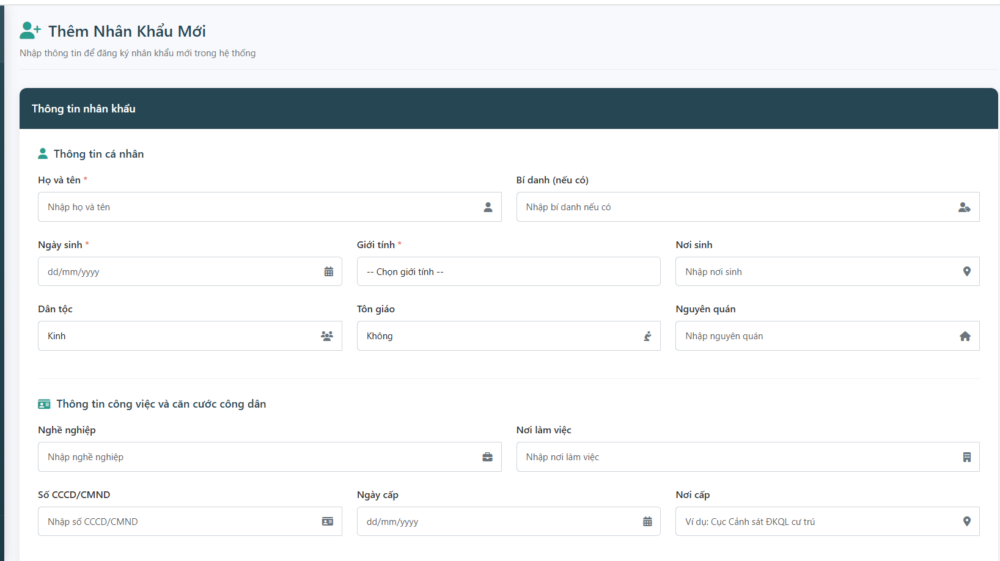 Thêm Nhân Khẩu Mới
Nhập thông tin để đăng ký nhân khẩu mới trong hệ thống
Thông tin nhân khẩu
Thông tin cá nhân
Họ và tên *
Bí danh (nếu có)
Nhập họ và tên
Nhập bí danh nếu có
Ngày sinh *
Giới tính *
Nơi sinh
dd/mm/yyyy
-- Chọn giới tính --
Nhập nơi sinh
Dân tộc
Tôn giáo
Nguyên quán
Kinh
Không
Nhập nguyên quán
Thông tin công việc và căn cước công dân
Nghề nghiệp
Nơi làm việc
Nhập nghề nghiệp
Nhập nơi làm việc
Số CCCD/CMND
Ngày cấp
Nơi cấp
Nhập số CCCD/CMND
dd/mm/yyyy
Ví dụ: Cục Cảnh sát ĐKQL cư trú